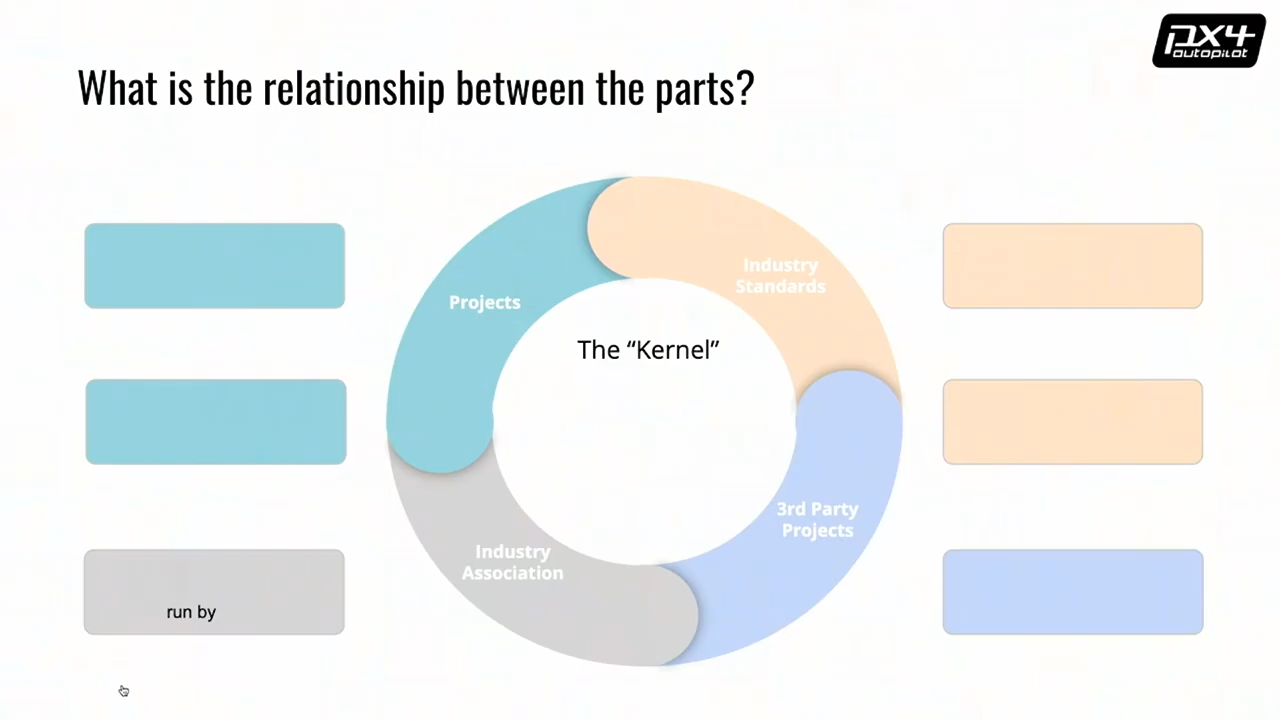 PX4
autopilot
What is the relationship between the parts?
Projects
Industry
Standards
The “Kernel”
3rd Party
Projects
Industry
Association
run by